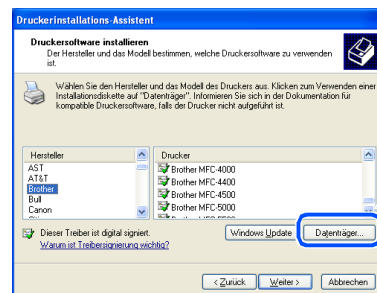 Druckerinstallations-Assistent
Druckersoftware installieren
Der Hersteller und das Modell bestimmen, welche Druckersoftware zu verwenden
ist.
Wählen Sie den Hersteller und das Modell des Druckers aus. Klicken zum Verwenden einer
Installationsdiskette auf "Datenträger". Informieren Sie sich in der Dokumentation für
kompatible Druckersoftware, falls der Drucker nicht aufgeführt ist.
Hersteller
AST
AT&T
Brother
Bull
Canon
Drucker
Brother MFC-4000
Brother MFC-4400
Brother MFC-4500
Brother MFC-5000
Dieser Treiber ist digital signiert.
Warum ist Treibersignierung wichtig?
Windows Update
Datenträger...
< Zurück
Weiter >
Abbrechen